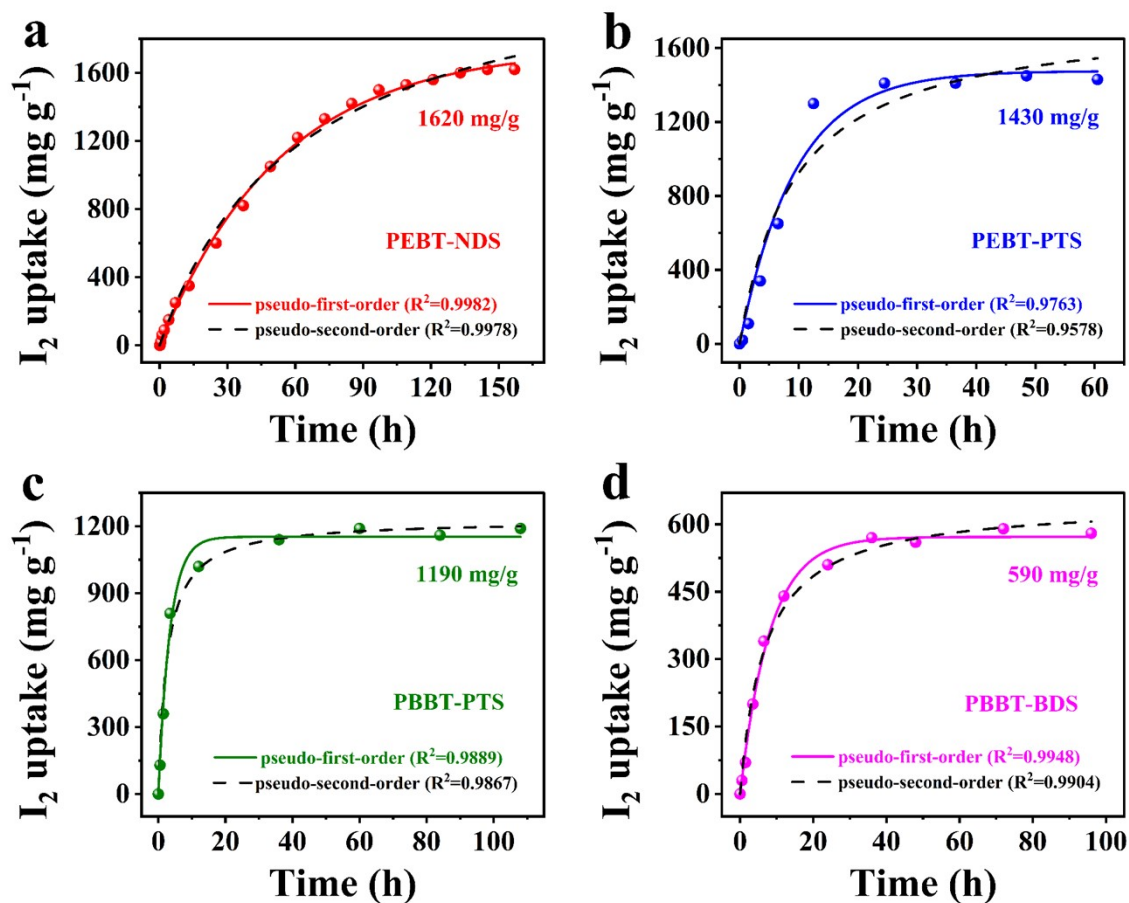 a
I₂ uptake (mg g⁻¹)
1600
1200
800
400
0
1620 mg/g
PEBT-NDS
pseudo-first-order (R²=0.9982)
pseudo-second-order (R²=0.9978)
0 30 60 90 120 150
Time (h)
b
I₂ uptake (mg g⁻¹)
1600
1200
800
400
0
1430 mg/g
PEBT-PTS
pseudo-first-order (R²=0.9763)
pseudo-second-order (R²=0.9578)
0 10 20 30 40 50 60
Time (h)
c
I₂ uptake (mg g⁻¹)
1200
900
600
300
0
1190 mg/g
PBBT-PTS
pseudo-first-order (R²=0.9889)
pseudo-second-order (R²=0.9867)
0 20 40 60 80 100
Time (h)
d
I₂ uptake (mg g⁻¹)
600
450
300
150
0
590 mg/g
PBBT-BDS
pseudo-first-order (R²=0.9948)
pseudo-second-order (R²=0.9904)
0 20 40 60 80 100
Time (h)